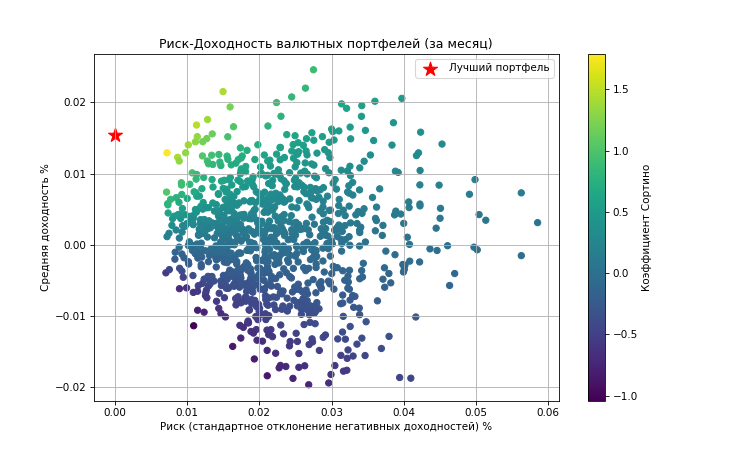 Риск-Доходность валютных портфелей (за месяц)
Лучший портфель
Средняя доходность %
0.02
0.01
0.00
−0.01
−0.02
0.00 0.01 0.02 0.03 0.04 0.05 0.06
Риск (стандартное отклонение негативных доходностей) %
1.5
1.0
0.5
0.0
−0.5
−1.0
Коэффициент Сортино